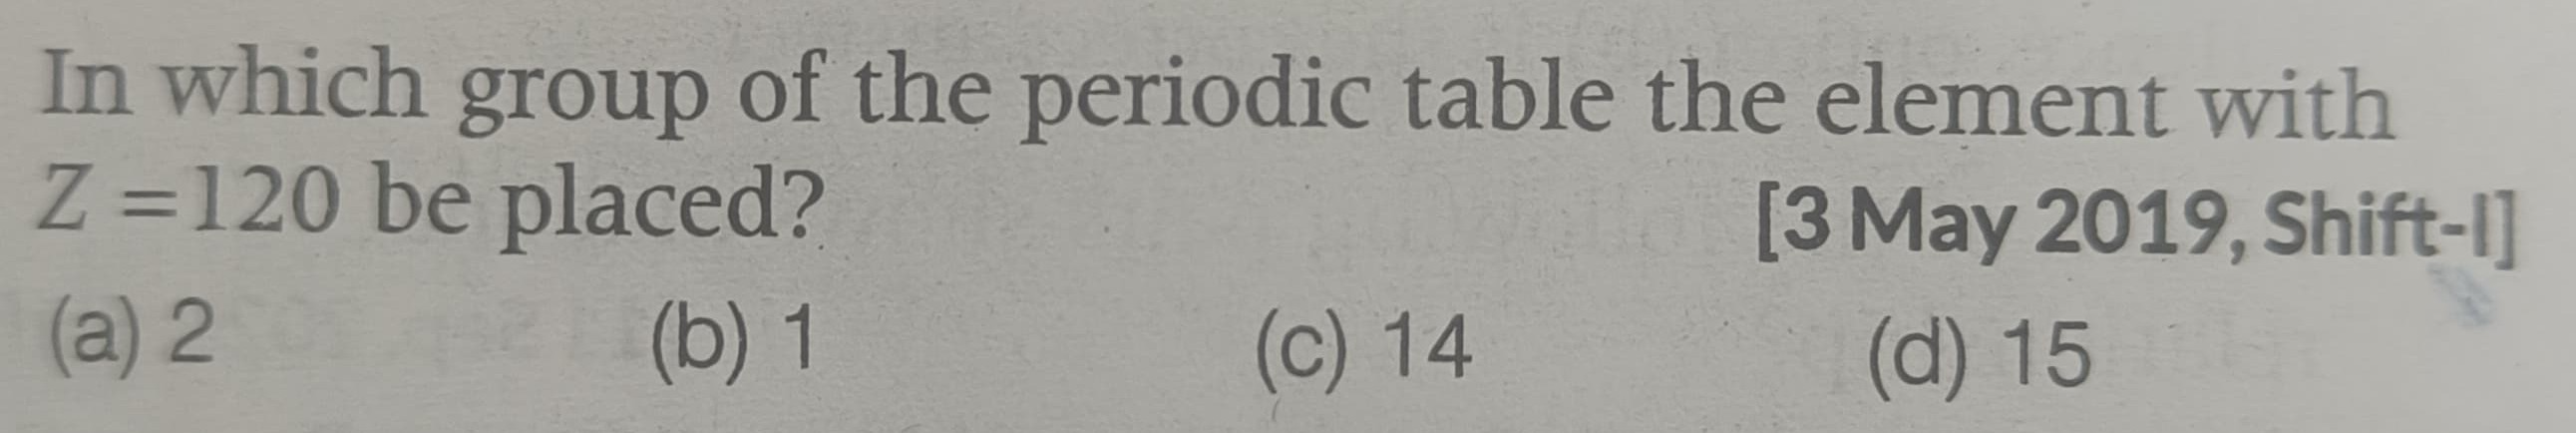 In which group of the periodic table the element with
Z =120 be placed? [3 May 2019, Shift-I]
(a) 2 (b) 1 (c) 14 (d) 15